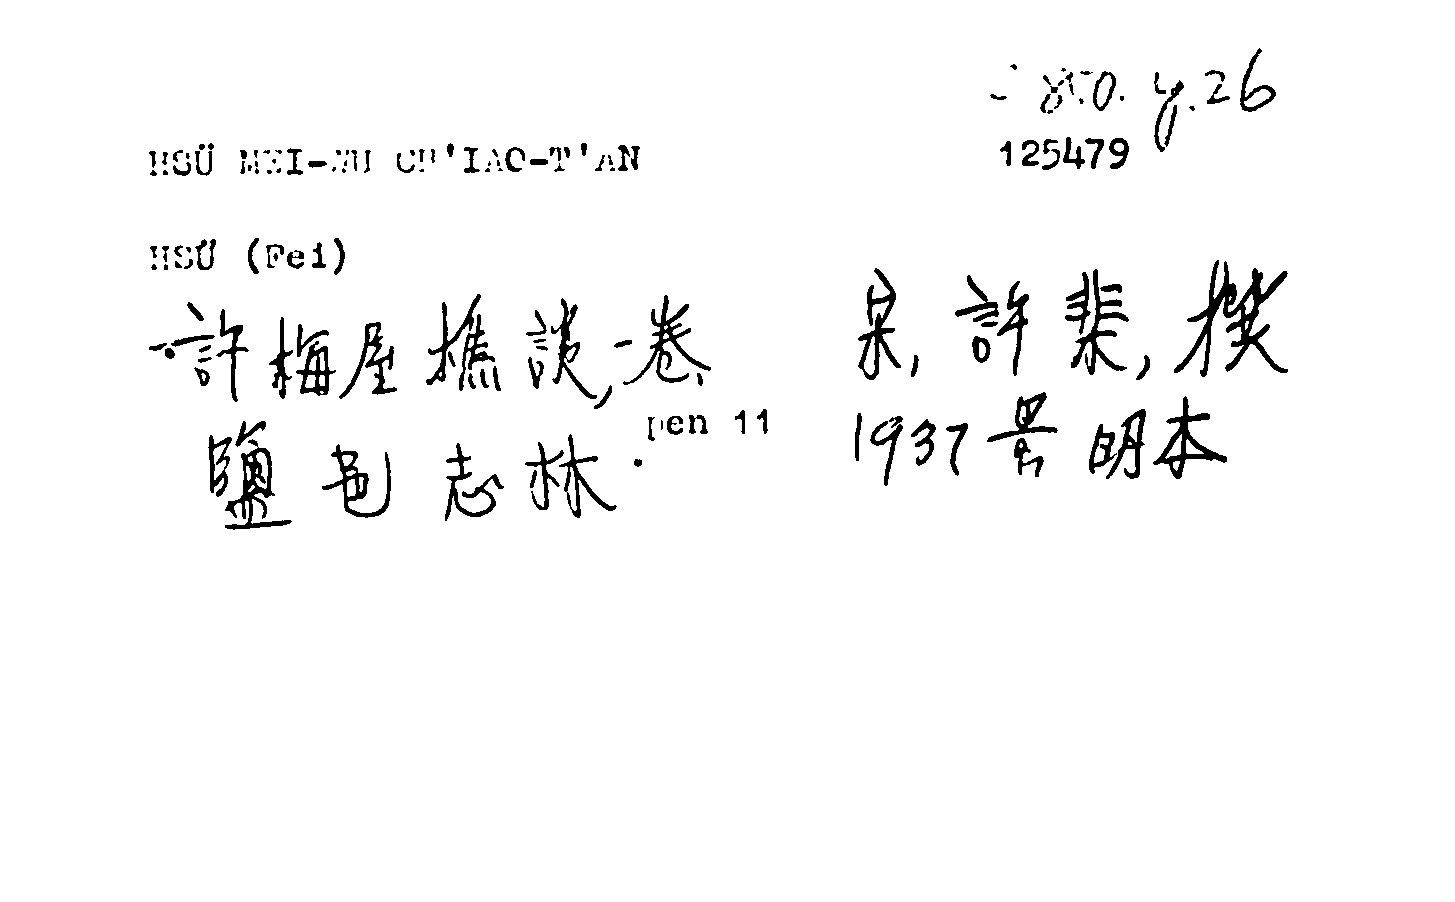 850. y.26
125479
HSÜ MEI-WU CH'IAO-T'AN
HSÜ (Fei)
許梅屋樵談,一卷, 宋,許棐,撰
pen 11 1937景明本
鹽邑志林.